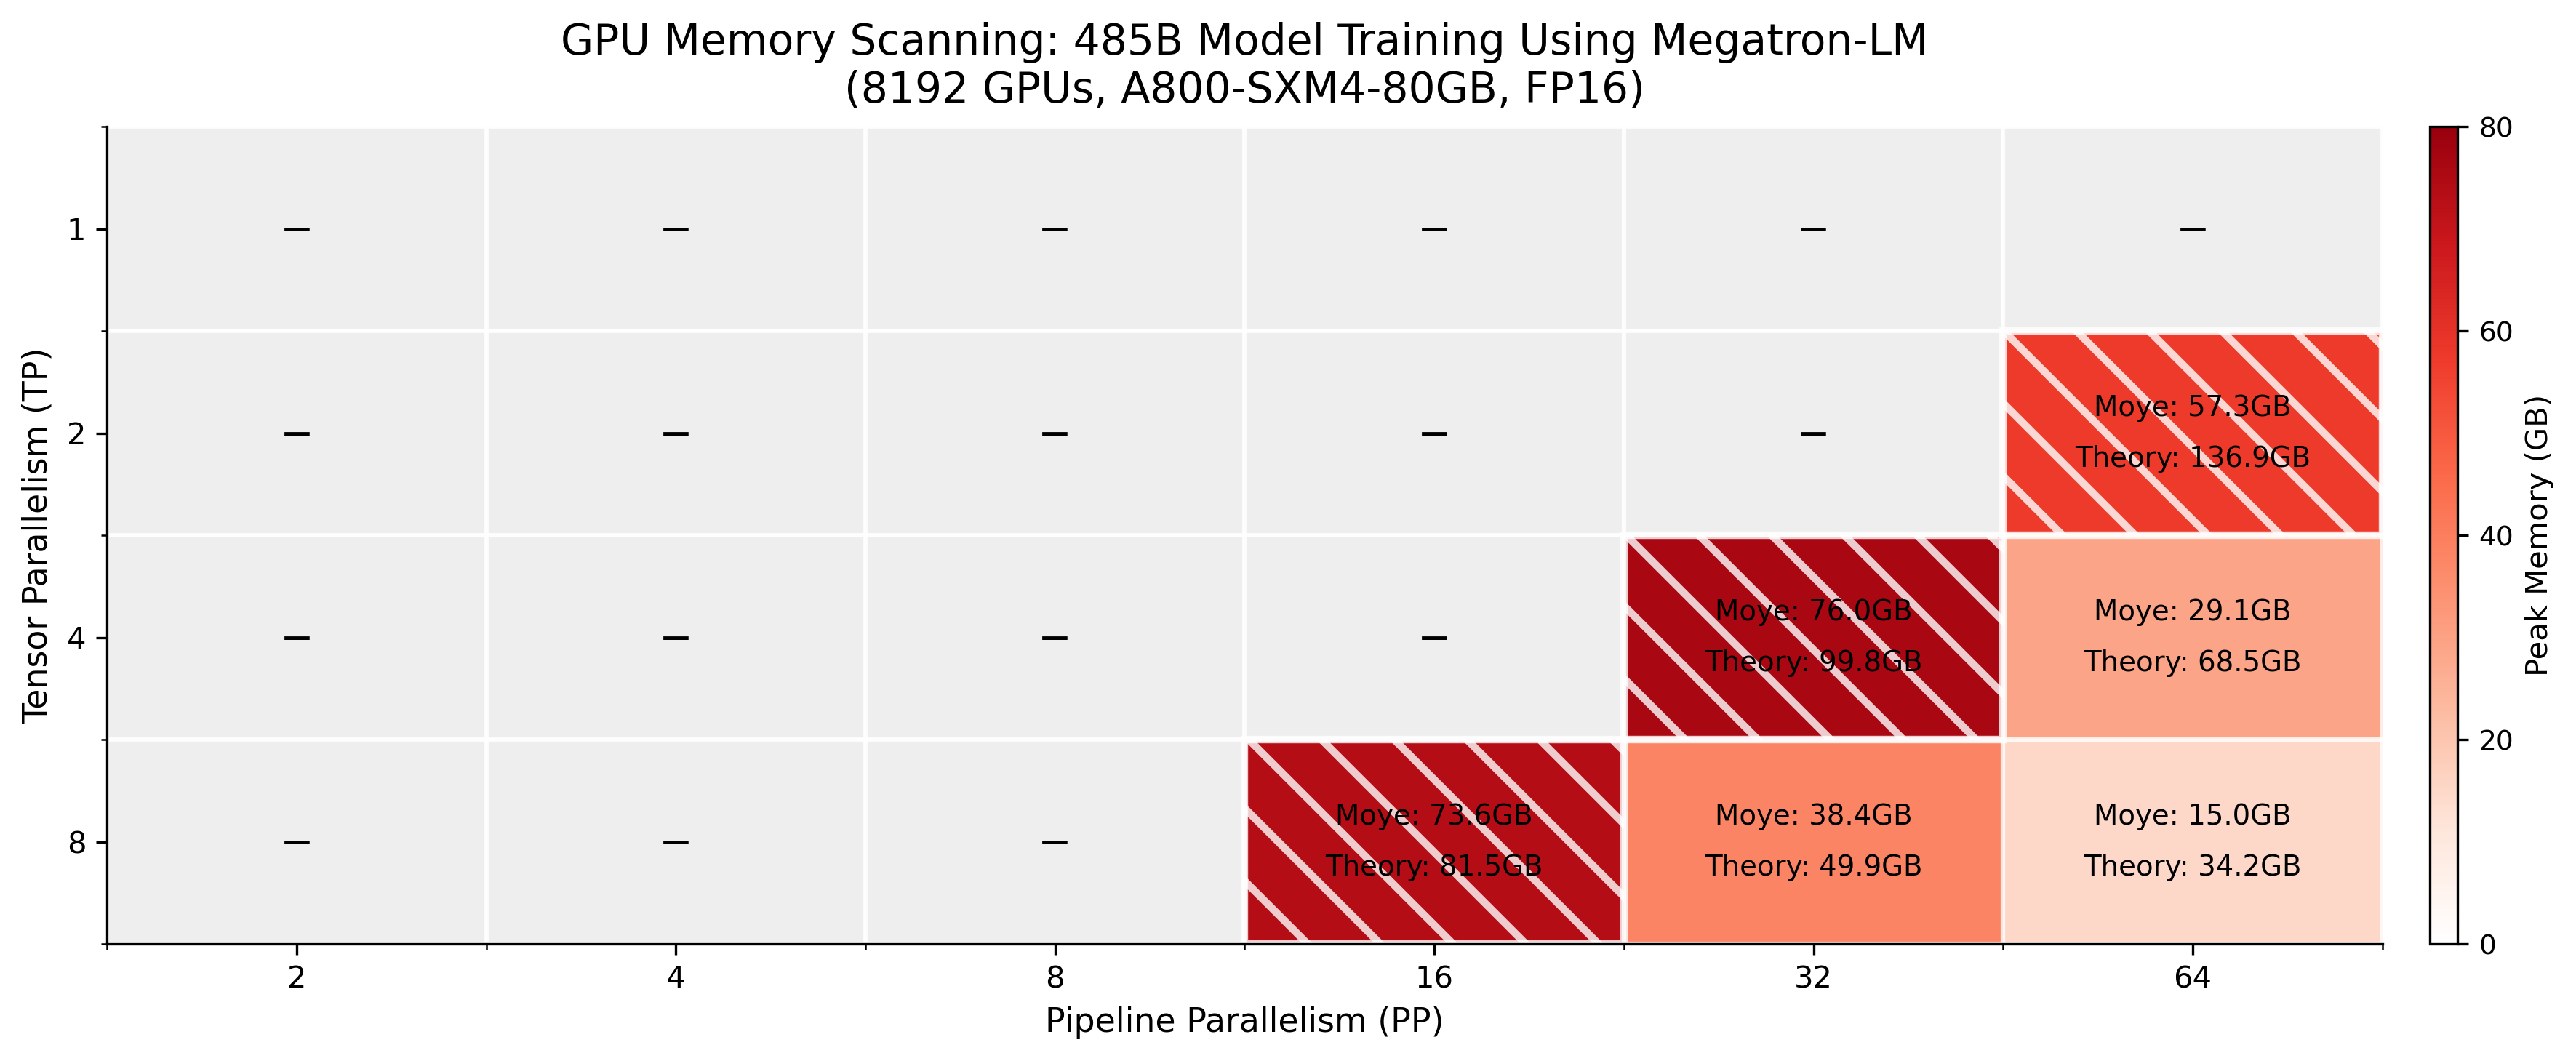 GPU Memory Scanning: 485B Model Training Using Megatron-LM
(8192 GPUs, A800-SXM4-80GB, FP16)
Tensor Parallelism (TP)
1
—
—
—
—
—
—
2
—
—
—
—
—
Moye: 57.3GB
Theory: 136.9GB
4
—
—
—
—
Moye: 76.0GB
Theory: 99.8GB
Moye: 29.1GB
Theory: 68.5GB
8
—
—
—
Moye: 73.6GB
Theory: 81.5GB
Moye: 38.4GB
Theory: 49.9GB
Moye: 15.0GB
Theory: 34.2GB
2
4
8
16
32
64
Pipeline Parallelism (PP)
80
60
40
20
0
Peak Memory (GB)